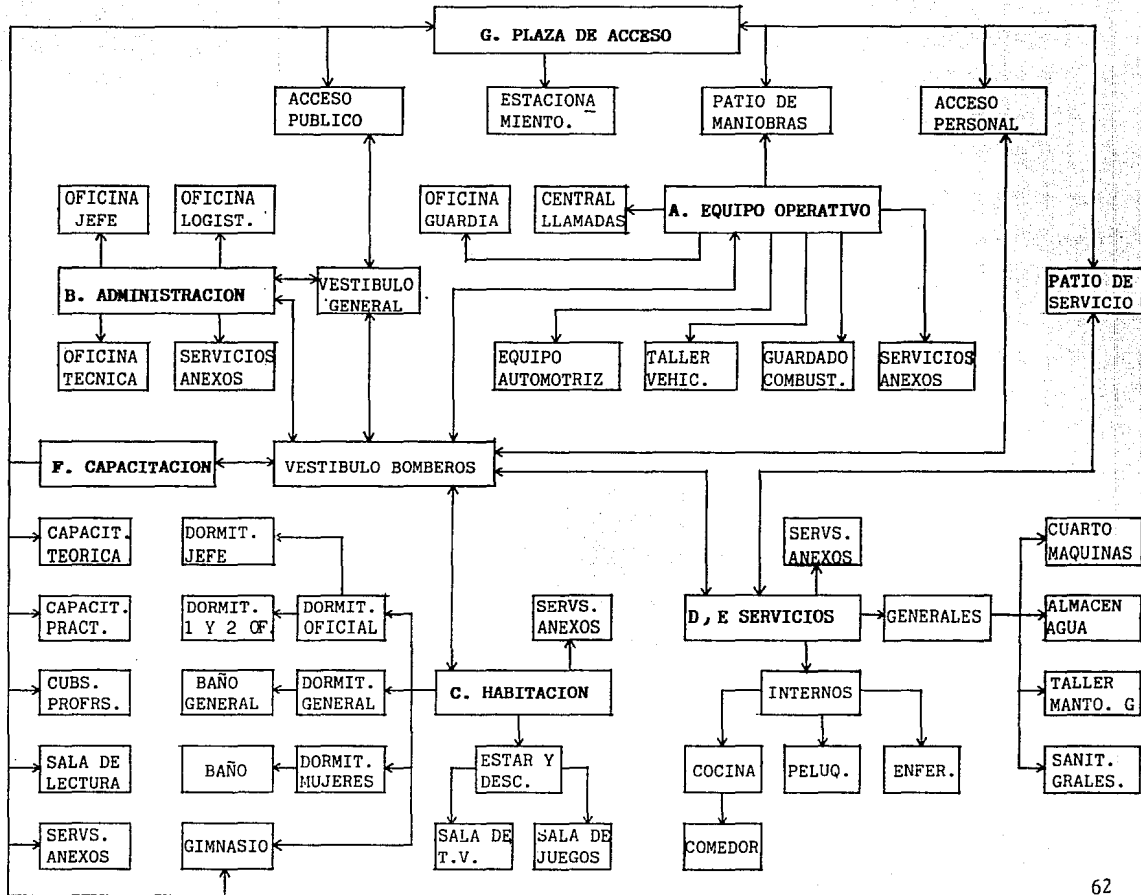 G. PLAZA DE ACCESO
ACCESO
PUBLICO
ESTACIONA
MIENTO.
PATIO DE
MANIOBRAS
ACCESO
PERSONAL
OFICINA
JEFE
OFICINA
LOGIST.
OFICINA
GUARDIA
CENTRAL
LLAMADAS
A. EQUIPO OPERATIVO
B. ADMINISTRACION
VESTIBULO
GENERAL
PATIO DE
SERVICIO
OFICINA
TECNICA
SERVICIOS
ANEXOS
EQUIPO
AUTOMOTRIZ
TALLER
VEHIC.
GUARDADO
COMBUST.
SERVICIOS
ANEXOS
F. CAPACITACION
VESTIBULO BOMBEROS
CAPACIT.
TEORICA
DORMIT.
JEFE
SERVS.
ANEXOS
CUARTO
MAQUINAS
CAPACIT.
PRACT.
DORMIT.
1 Y 2 OF.
DORMIT.
OFICIAL
SERVS.
ANEXOS
D, E SERVICIOS
GENERALES
ALMACEN
AGUA
CUBS.
PROFRS.
BAÑO
GENERAL
DORMIT.
GENERAL
C. HABITACION
INTERNOS
TALLER
MANTO. G
SALA DE
LECTURA
BAÑO
DORMIT.
MUJERES
ESTAR Y
DESC.
COCINA
PELUQ.
ENFER.
SANIT.
GRALES.
SERVS.
ANEXOS
GIMNASIO
SALA DE
T.V.
SALA DE
JUEGOS
COMEDOR
62